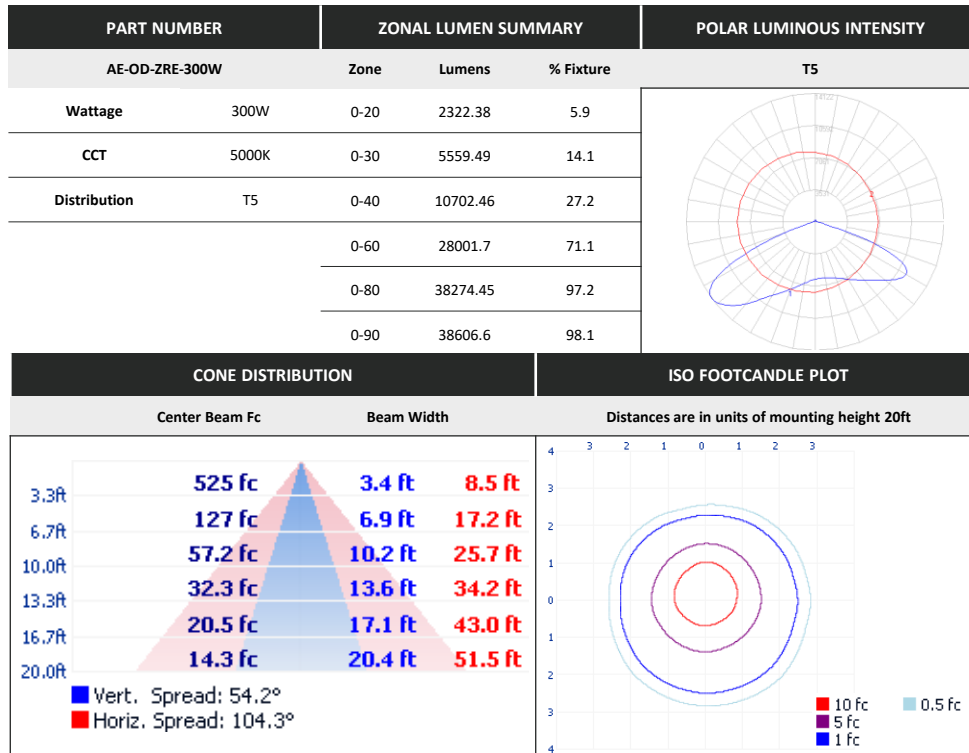 PART NUMBER
ZONAL LUMEN SUMMARY
POLAR LUMINOUS INTENSITY
AE-OD-ZRE-300W
Zone Lumens % Fixture
T5
Wattage 300W
0-20 2322.38 5.9
CCT 5000K
0-30 5559.49 14.1
Distribution T5
0-40 10702.46 27.2
0-60 28001.7 71.1
0-80 38274.45 97.2
0-90 38606.6 98.1
2
1
CONE DISTRIBUTION
ISO FOOTCANDLE PLOT
Center Beam Fc Beam Width
Distances are in units of mounting height 20ft
3.3ft 525 fc 3.4 ft 8.5 ft
6.7ft 127 fc 6.9 ft 17.2 ft
10.0ft 57.2 fc 10.2 ft 25.7 ft
13.3ft 32.3 fc 13.6 ft 34.2 ft
16.7ft 20.5 fc 17.1 ft 43.0 ft
20.0ft 14.3 fc 20.4 ft 51.5 ft
Vert. Spread: 54.2°
Horiz. Spread: 104.3°
3 2 1 0 1 2 3
4
3
2
1
0
1
2
3
4
10 fc 0.5 fc
5 fc
1 fc